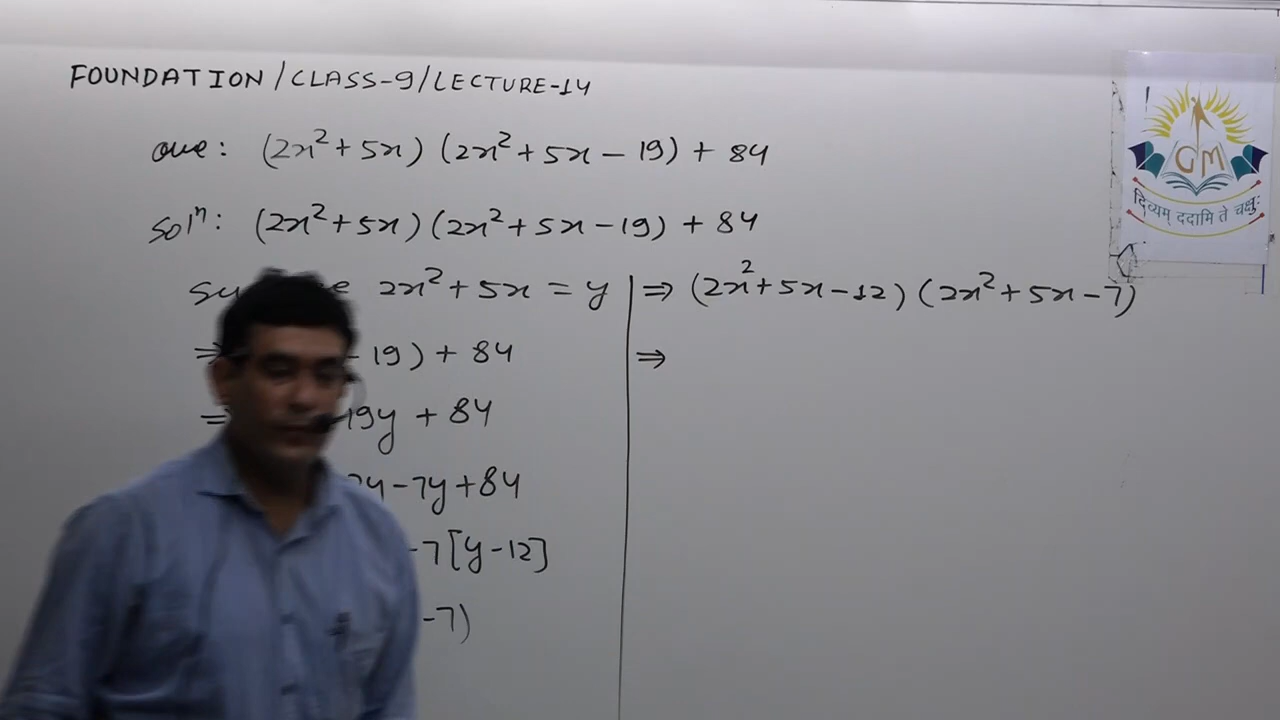 FOUNDATION/CLASS-9/LECTURE-14
que: (2x²+5x)(2x²+5x-19)+84
solⁿ: (2x²+5x)(2x²+5x-19)+84
2x²+5x=y
⇒ -19)+84
⇒ 19y+84
-7y+84
-7[y-12]
-7)
⇒(2x²+5x-12)(2x²+5x-7)
⇒
GM
दिव्यम् ददामि ते चक्षुः